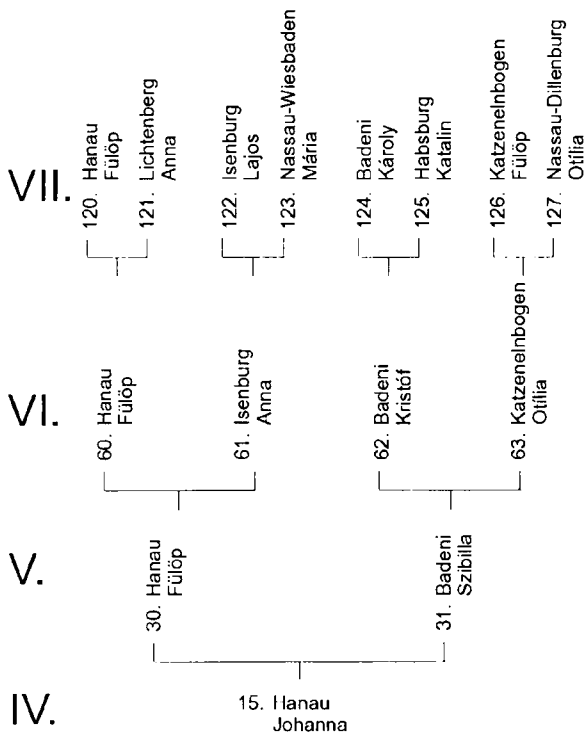 VII.
120. Hanau
Fülöp
121. Lichtenberg
Anna
122. Isenburg
Lajos
123. Nassau-Wiesbaden
Mária
124. Badeni
Károly
125. Habsburg
Katalin
126. Katzenelnbogen
Fülöp
127. Nassau-Dillenburg
Otília
VI.
60. Hanau
Fülöp
61. Isenburg
Anna
62. Badeni
Kristóf
63. Katzenelnbogen
Otília
V.
30. Hanau
Fülöp
31. Badeni
Szibilla
IV.
15. Hanau
Johanna